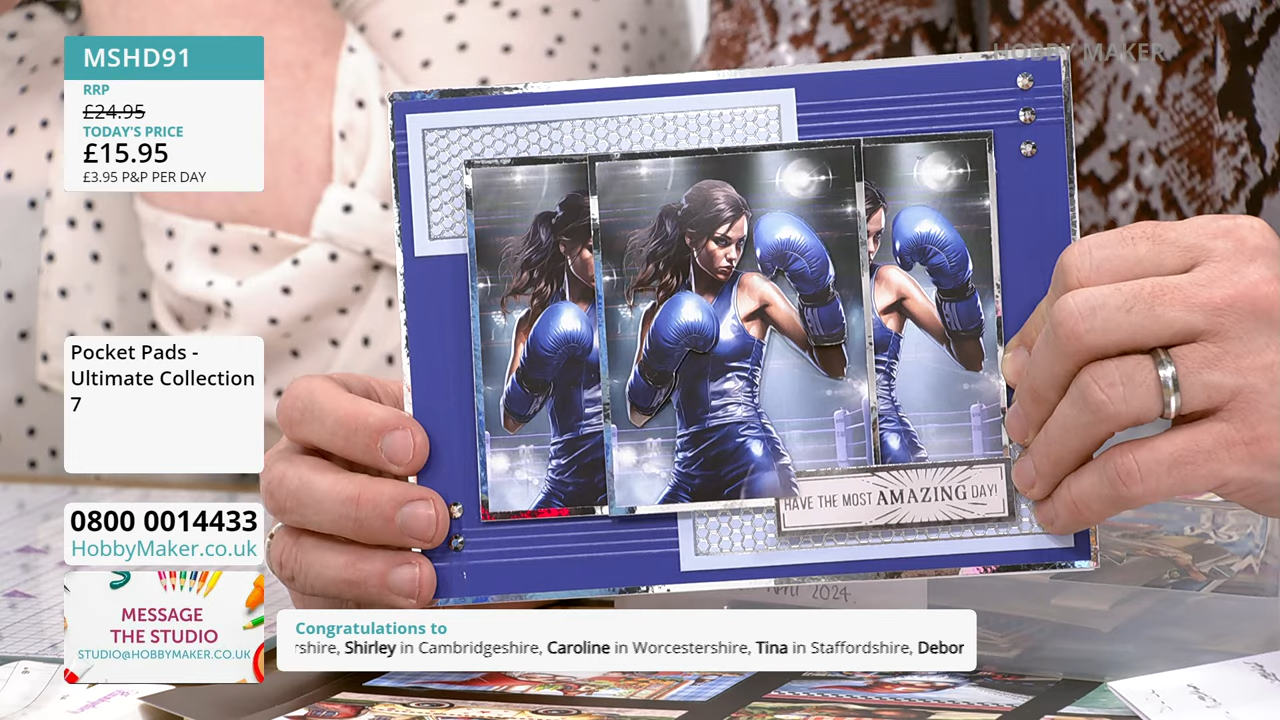 MSHD91
RRP
£24.95
TODAY'S PRICE
£15.95
£3.95 P&P PER DAY
HOBBY MAKER
Pocket Pads -
Ultimate Collection
7
HAVE THE MOST AMAZING DAY!
0800 0014433
HobbyMaker.co.uk
MESSAGE
THE STUDIO
STUDIO@HOBBYMAKER.CO.UK
April 2024.
Congratulations to
rshire, Shirley in Cambridgeshire, Caroline in Worcestershire, Tina in Staffordshire, Debor